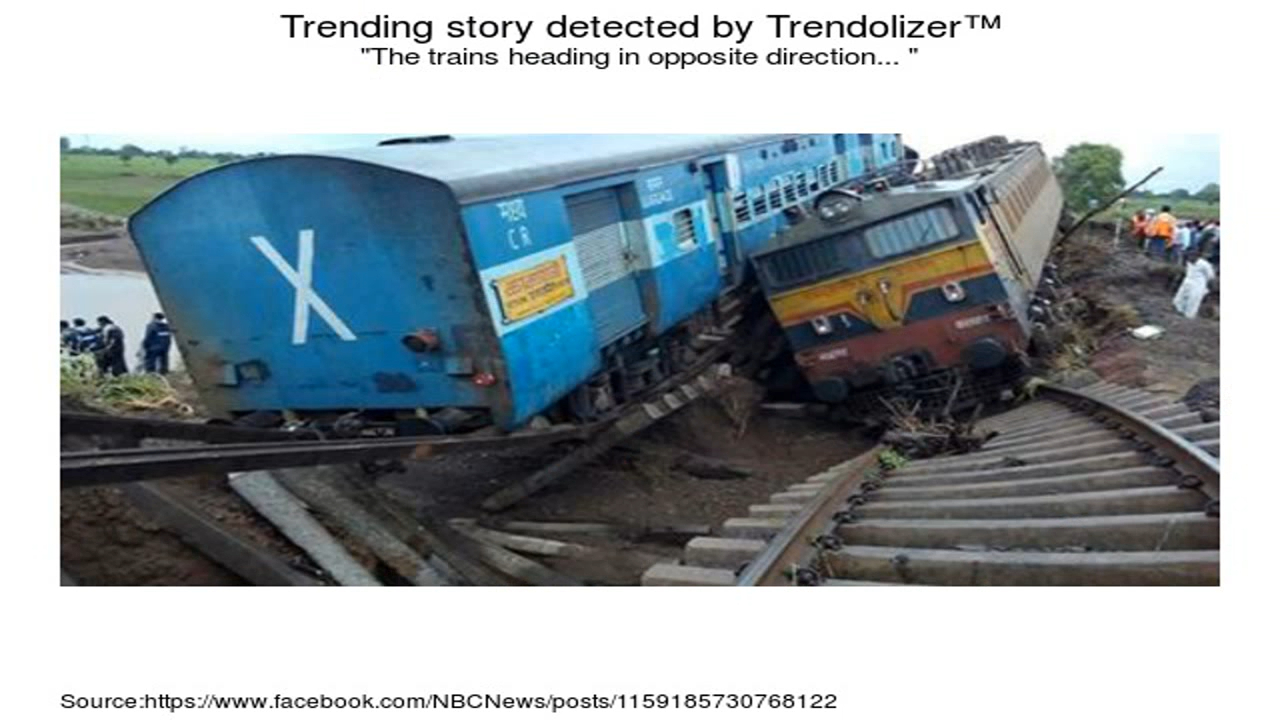 Trending story detected by Trendolizer™
"The trains heading in opposite direction... "
C R
Source:https://www.facebook.com/NBCNews/posts/1159185730768122